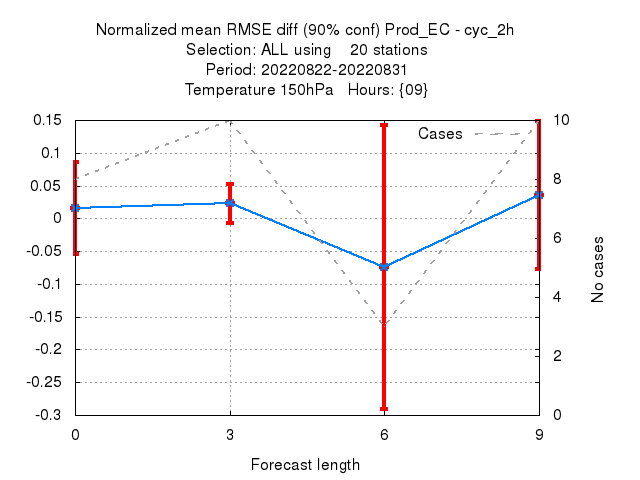 Normalized mean RMSE diff (90% conf) Prod_EC - cyc_2h
Selection: ALL using 20 stations
Period: 20220822-20220831
Temperature 150hPa Hours: {09}
0.15
0.1
0.05
0
-0.05
-0.1
-0.15
-0.2
-0.25
-0.3
Cases
10
8
6
4
2
0
No cases
0 3 6 9
Forecast length